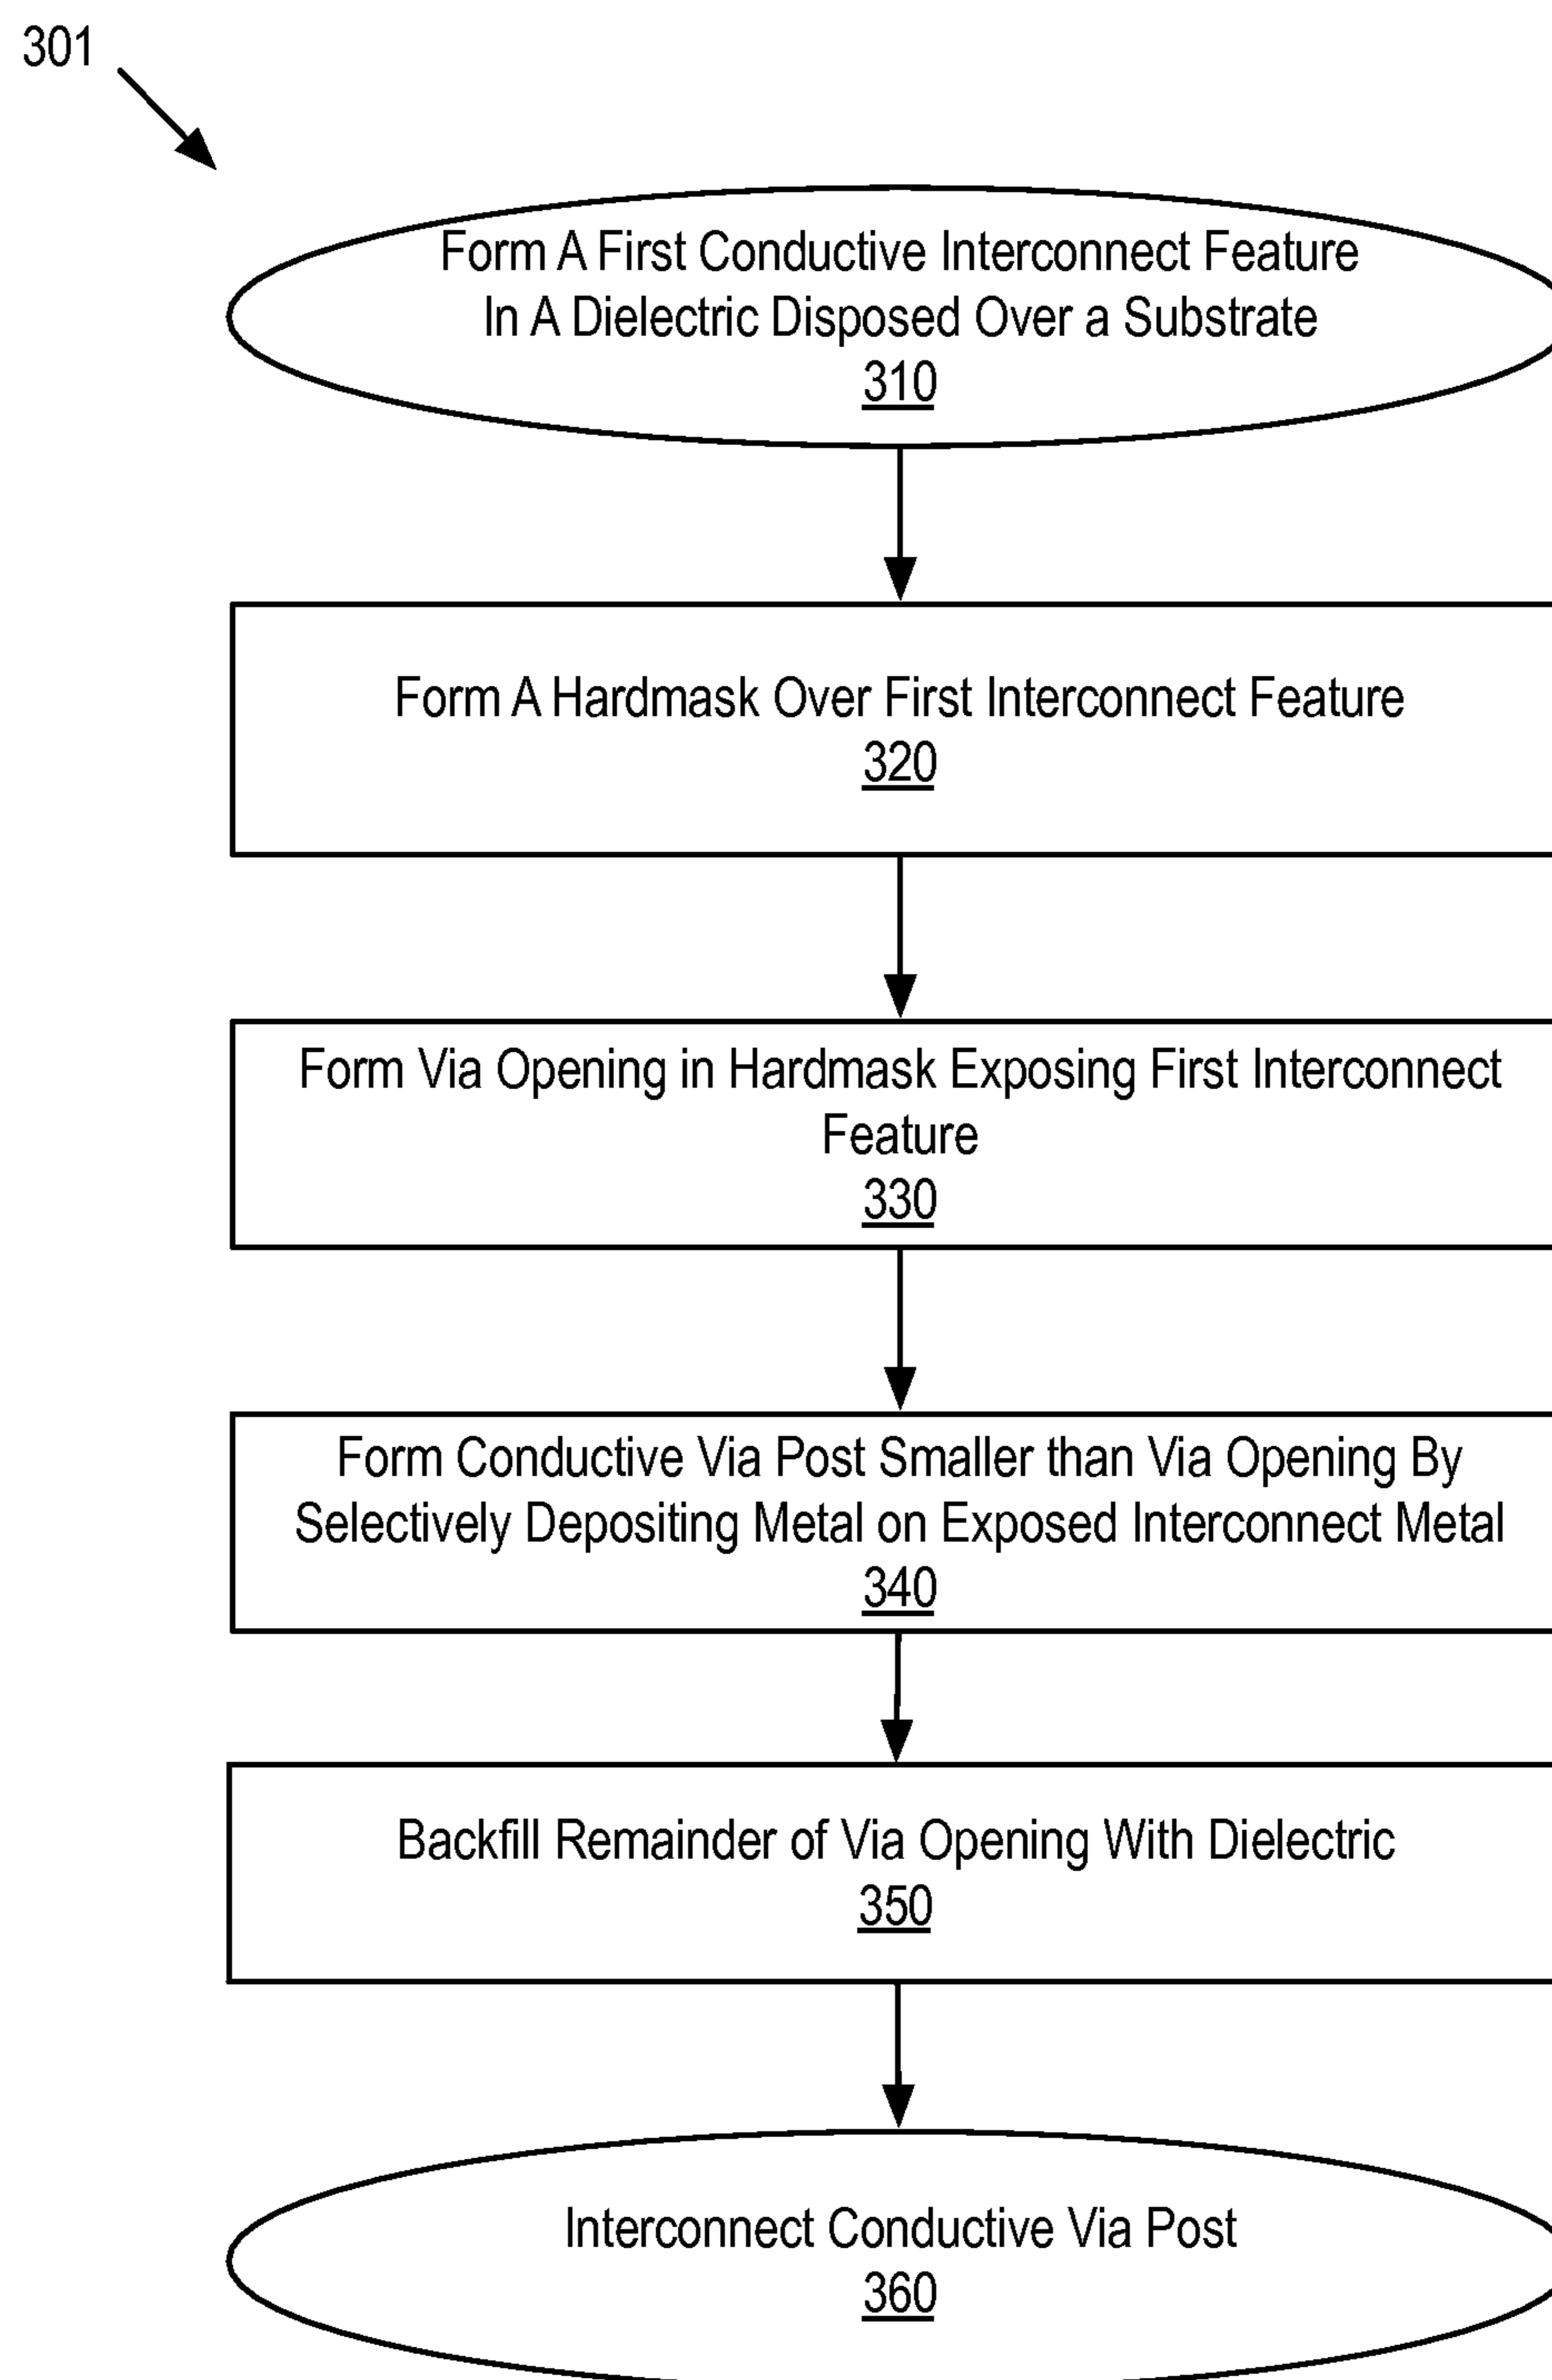 301
Form A First Conductive Interconnect Feature
In A Dielectric Disposed Over a Substrate
310
Form A Hardmask Over First Interconnect Feature
320
Form Via Opening in Hardmask Exposing First Interconnect
Feature
330
Form Conductive Via Post Smaller than Via Opening By
Selectively Depositing Metal on Exposed Interconnect Metal
340
Backfill Remainder of Via Opening With Dielectric
350
Interconnect Conductive Via Post
360